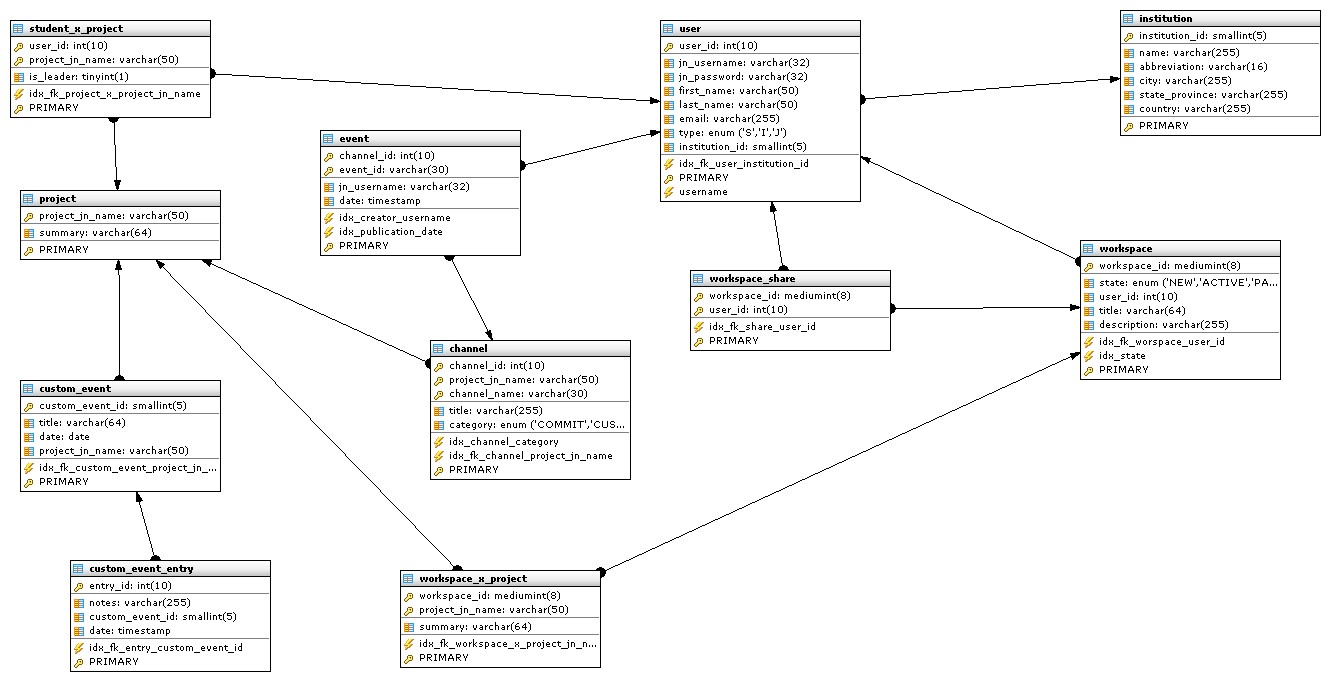 student_x_project
user_id: int(10)
project_jn_name: varchar(50)
is_leader: tinyint(1)
idx_fk_project_x_project_jn_name
PRIMARY
user
user_id: int(10)
jn_username: varchar(32)
jn_password: varchar(32)
first_name: varchar(50)
last_name: varchar(50)
email: varchar(255)
type: enum ('S','I','J')
institution_id: smallint(5)
idx_fk_user_institution_id
PRIMARY
username
institution
institution_id: smallint(5)
name: varchar(255)
abbreviation: varchar(16)
city: varchar(255)
state_province: varchar(255)
country: varchar(255)
PRIMARY
event
channel_id: int(10)
event_id: varchar(30)
jn_username: varchar(32)
date: timestamp
idx_creator_username
idx_publication_date
PRIMARY
project
project_jn_name: varchar(50)
summary: varchar(64)
PRIMARY
workspace
workspace_id: mediumint(8)
state: enum ('NEW','ACTIVE','PA...
user_id: int(10)
title: varchar(64)
description: varchar(255)
idx_fk_worspace_user_id
idx_state
PRIMARY
workspace_share
workspace_id: mediumint(8)
user_id: int(10)
idx_fk_share_user_id
PRIMARY
channel
channel_id: int(10)
project_jn_name: varchar(50)
channel_name: varchar(30)
title: varchar(255)
category: enum ('COMMIT','CUS...
idx_channel_category
idx_fk_channel_project_jn_name
PRIMARY
custom_event
custom_event_id: smallint(5)
title: varchar(64)
date: date
project_jn_name: varchar(50)
idx_fk_custom_event_project_jn_...
PRIMARY
custom_event_entry
entry_id: int(10)
notes: varchar(255)
custom_event_id: smallint(5)
date: timestamp
idx_fk_entry_custom_event_id
PRIMARY
workspace_x_project
workspace_id: mediumint(8)
project_jn_name: varchar(50)
summary: varchar(64)
idx_fk_workspace_x_project_jn_n...
PRIMARY